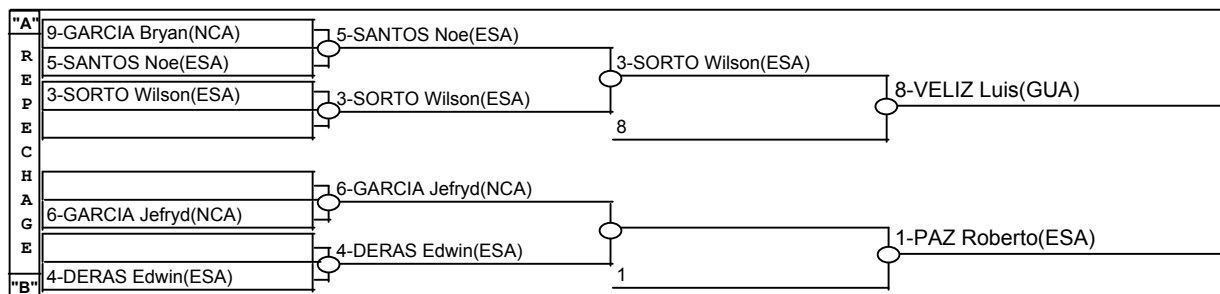 "A"
REPECHAGE
"B"
9-GARCIA Bryan(NCA)
5-SANTOS Noe(ESA)
3-SORTO Wilson(ESA)
6-GARCIA Jefryd(NCA)
4-DERAS Edwin(ESA)
5-SANTOS Noe(ESA)
3-SORTO Wilson(ESA)
6-GARCIA Jefryd(NCA)
4-DERAS Edwin(ESA)
3-SORTO Wilson(ESA)
8
1
8-VELIZ Luis(GUA)
1-PAZ Roberto(ESA)